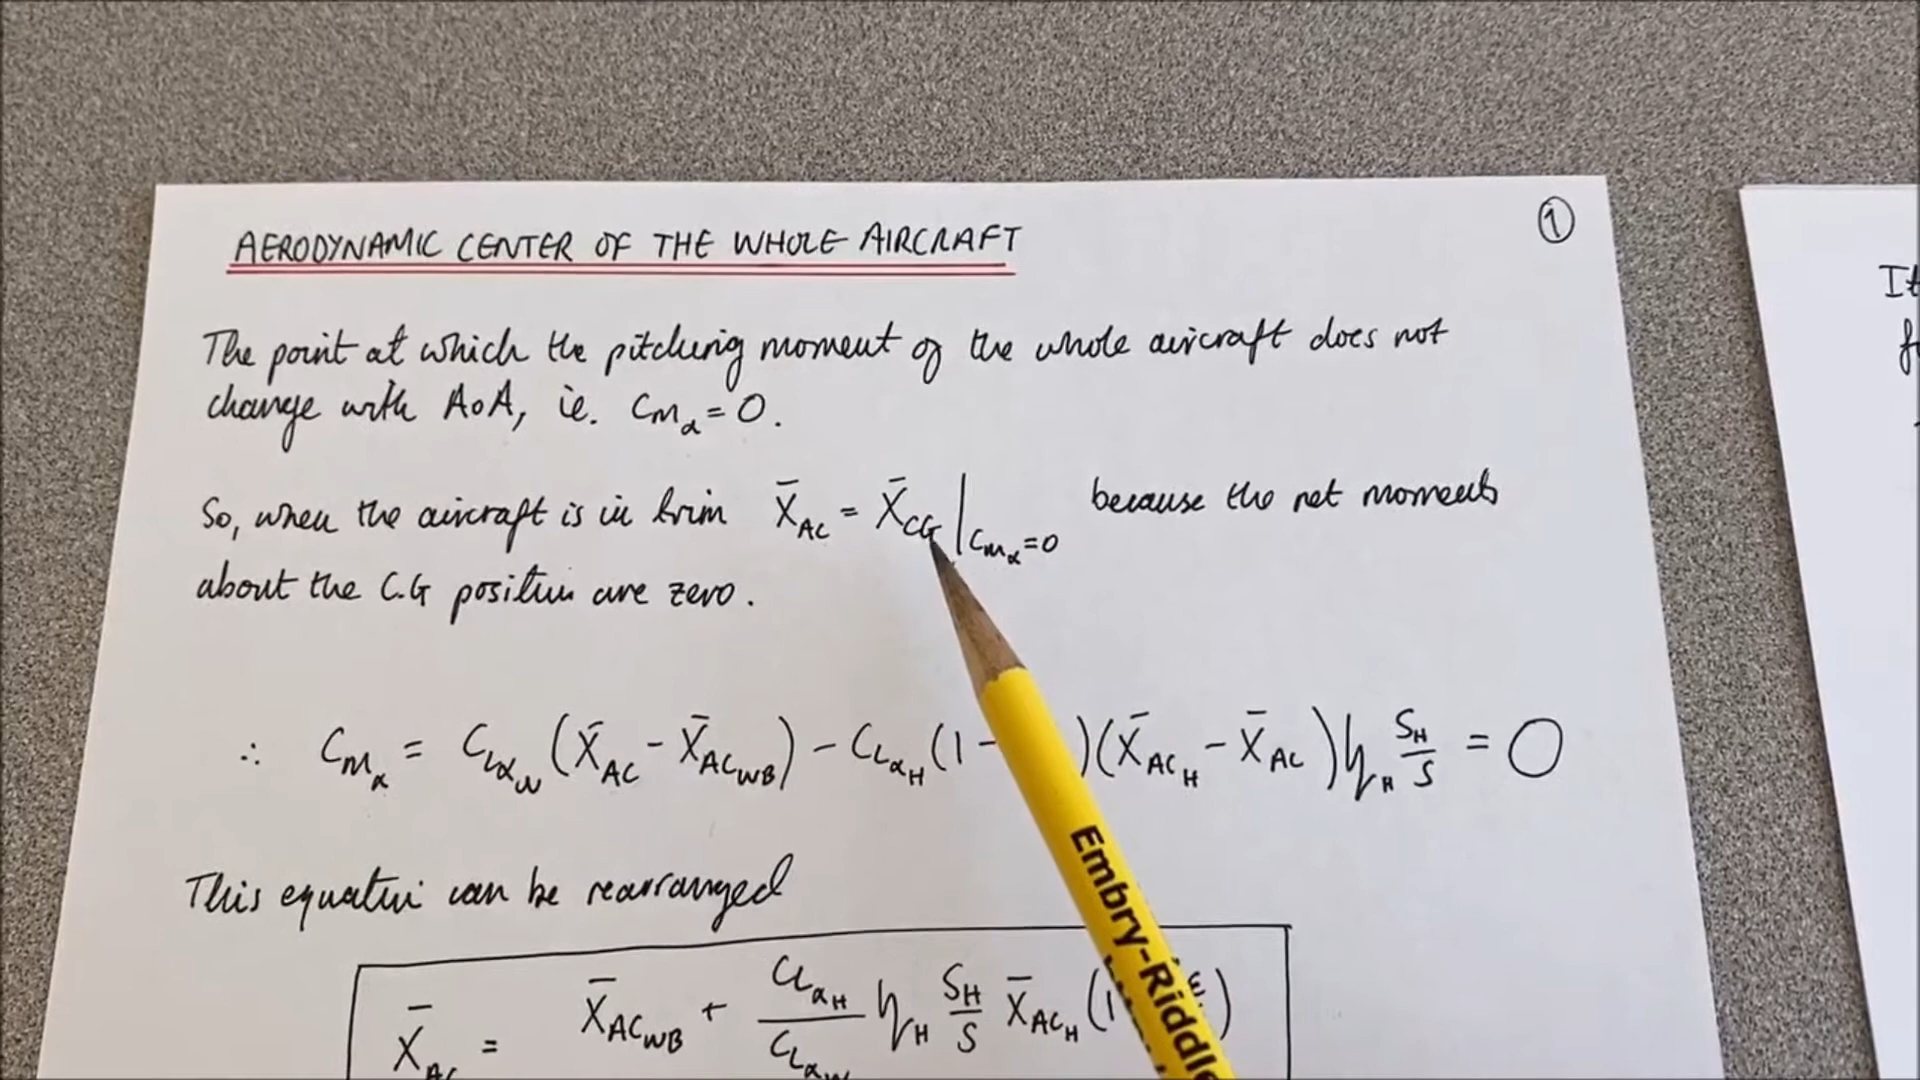 AERODYNAMIC CENTER OF THE WHOLE AIRCRAFT
1
The point at which the pitching moment of the whole aircraft does not
change with AoA, ie. Cmα = 0.
So, when the aircraft is in trim X̄AC = X̄CG |Cmα=0 because the net moments
about the C.G position are zero.
∴ Cmα = CLαW (X̄AC - X̄ACWB) - CLαH (1 - )(X̄ACH - X̄AC) ηH SH/S = 0
This equation can be rearranged
X̄AC = X̄ACWB + CLαH/CLαW ηH SH/S X̄ACH (1 ε)
Embry-Riddle
It